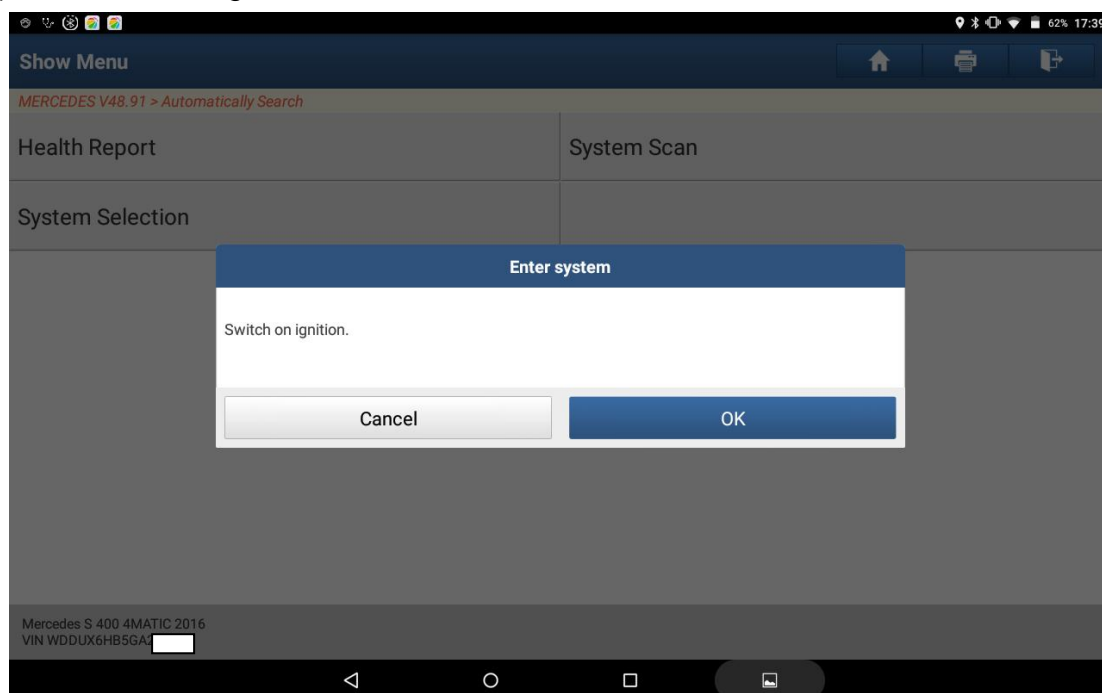 62% 17:39
Show Menu
MERCEDES V48.91 > Automatically Search
Health Report
System Scan
System Selection
Enter system
Switch on ignition.
Cancel
OK
Mercedes S 400 4MATIC 2016
VIN WDDUX6HB5GA2